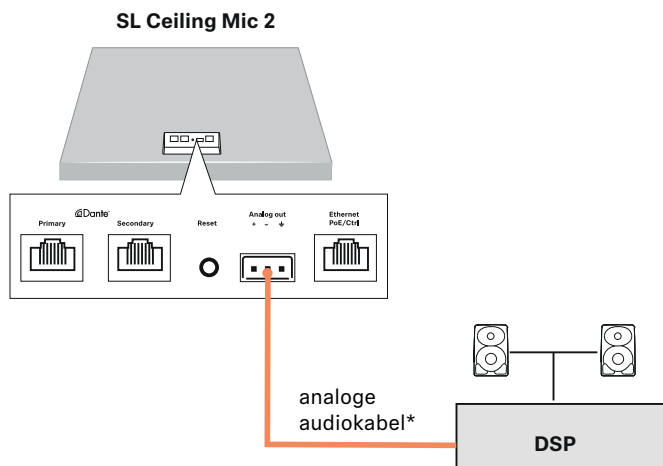 SL Ceiling Mic 2
Dante
Primary
Secondary
Reset
Analog out
+ -
Ethernet
PoE/Ctrl
analoge
audiokabel*
DSP